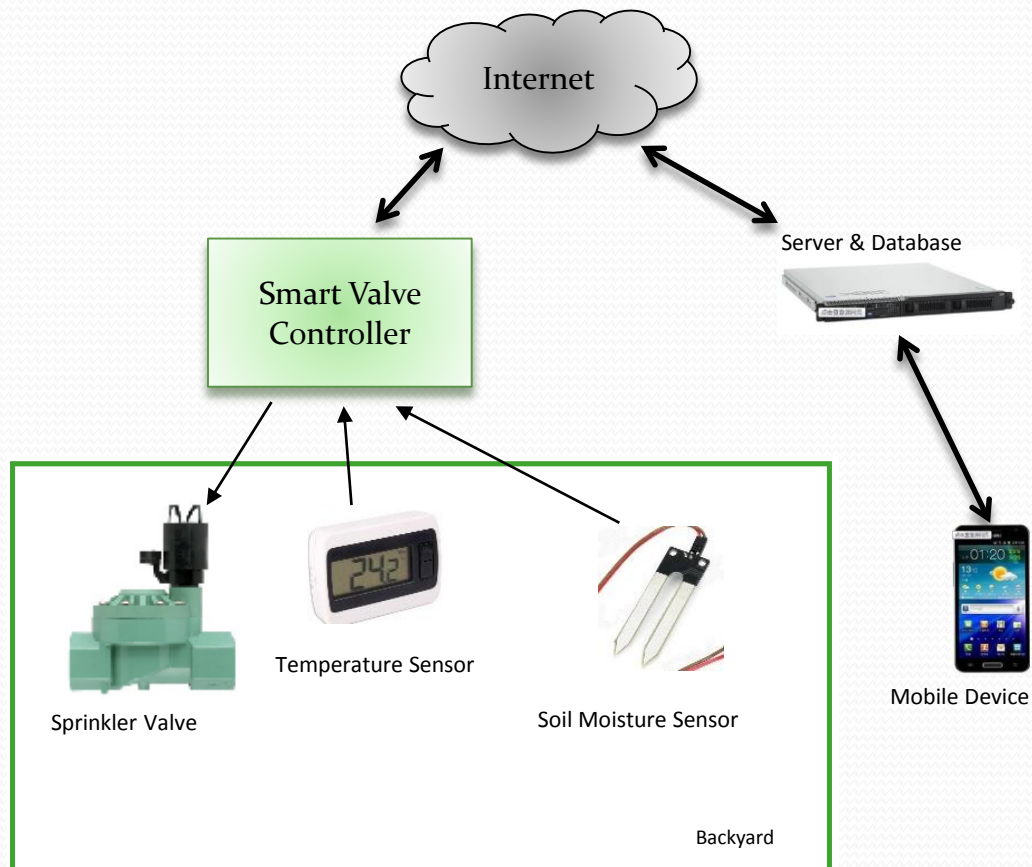 Internet
Server & Database
Smart Valve
Controller
24.2
01:20
13°
Temperature Sensor
Sprinkler Valve
Soil Moisture Sensor
Mobile Device
Backyard